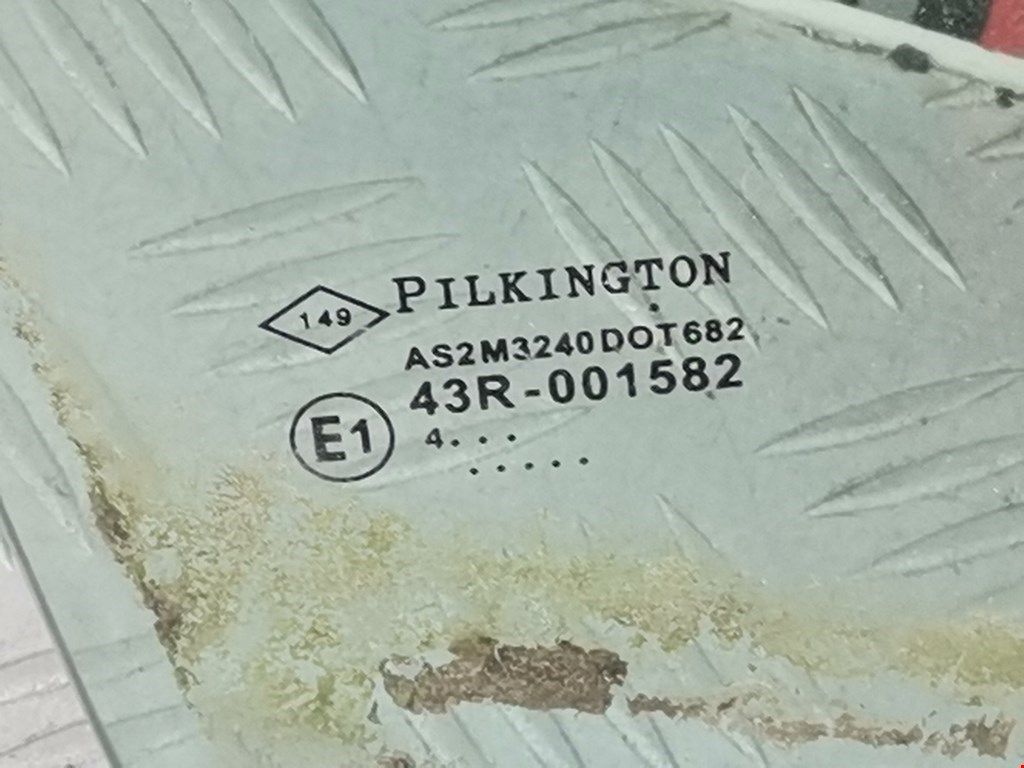 149
PILKINGTON
AS2M3240DOT682
43R-001582
E1
4. . .
. . . . .